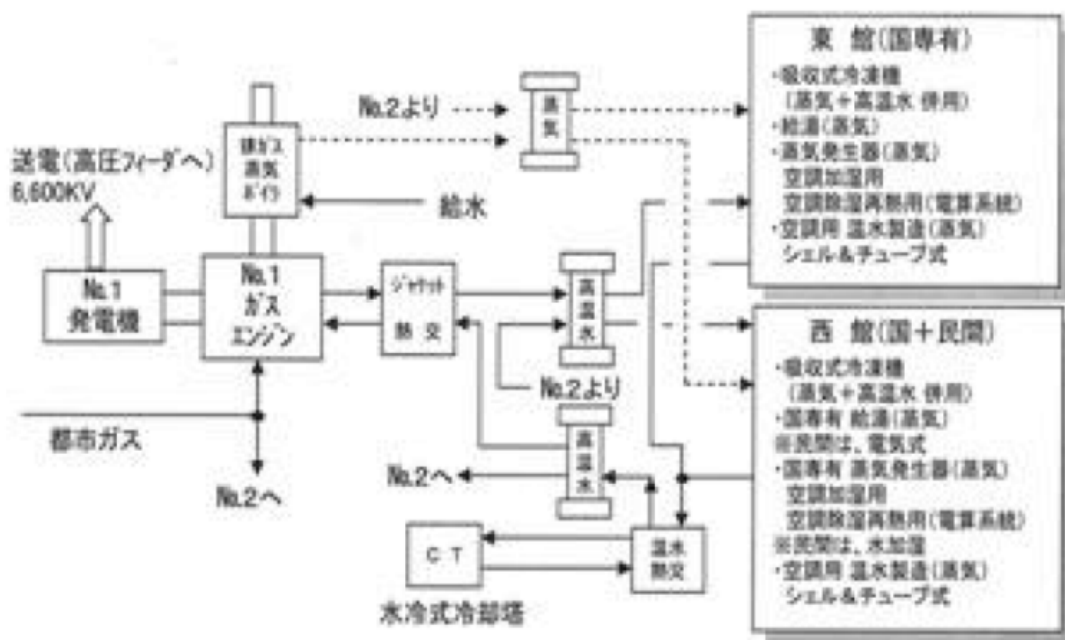 東 館(国専有)
・吸収式冷凍機
(蒸気+高温水 併用)
・給湯(蒸気)
・蒸気発生器(蒸気)
空調加湿用
空調除湿再熱用(電算系統)
・空調用 温水製造(蒸気)
シェル&チューブ式
No.2より
蒸気
排ガス
蒸気
ボイラ
送電(高圧フィーダへ)
6,600KV
給水
No.1
発電機
No.1
ガス
エンジン
ジャケット
熱 交
高温水
No.2より
都市ガス
No.2へ
高温水
No.2へ
C T
水冷式冷却塔
温水
熱交
西 館(国+民間)
・吸収式冷凍機
(蒸気+高温水 併用)
・国専有 給湯(蒸気)
※民間は、電気式
・国専有 蒸気発生器(蒸気)
空調加湿用
空調除湿再熱用(電算系統)
※民間は、水加湿
・空調用 温水製造(蒸気)
シェル&チューブ式